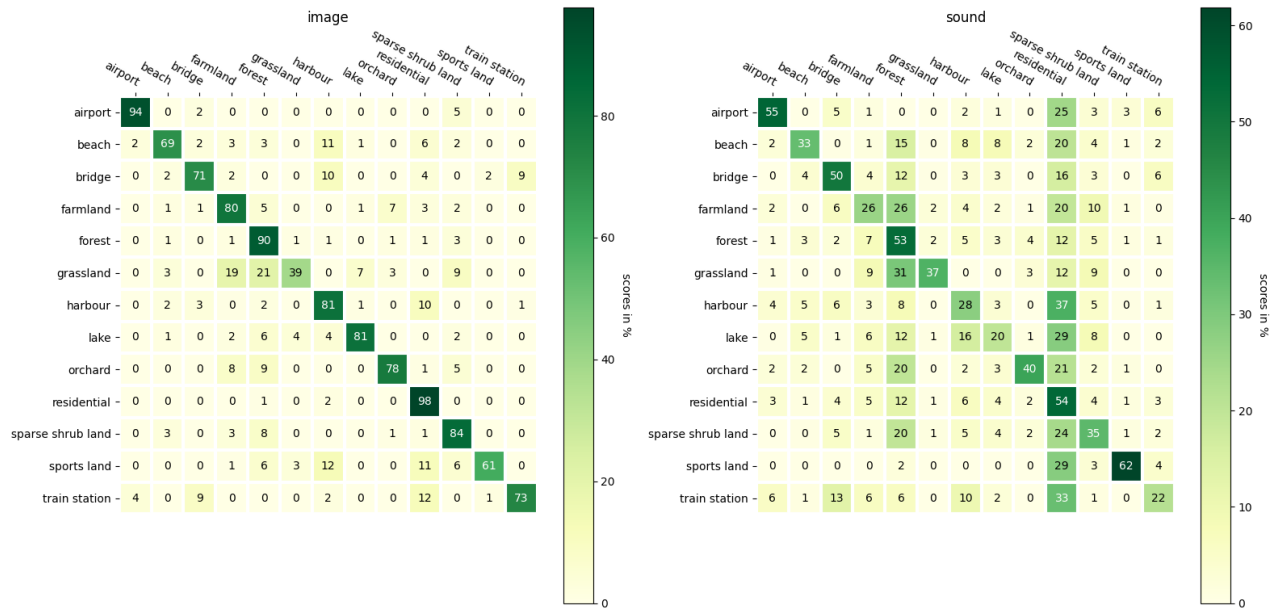 image
airport beach bridge farmland forest grassland harbour lake orchard residential sparse shrub land sports land train station
airport 94 0 2 0 0 0 0 0 0 0 5 0 0
beach 2 69 2 3 3 0 11 1 0 6 2 0 0
bridge 0 2 71 2 0 0 10 0 0 4 0 2 9
farmland 0 1 1 80 5 0 0 1 7 3 2 0 0
forest 0 1 0 1 90 1 1 0 1 1 3 0 0
grassland 0 3 0 19 21 39 0 7 3 0 9 0 0
harbour 0 2 3 0 2 0 81 1 0 10 0 0 1
lake 0 1 0 2 6 4 4 81 0 0 2 0 0
orchard 0 0 0 8 9 0 0 0 78 1 5 0 0
residential 0 0 0 0 1 0 2 0 0 98 0 0 0
sparse shrub land 0 3 0 3 8 0 0 0 1 1 84 0 0
sports land 0 0 0 1 6 3 12 0 0 11 6 61 0
train station 4 0 9 0 0 0 2 0 0 12 0 1 73
80
60
40
20
0
scores in %
sound
airport beach bridge farmland forest grassland harbour lake orchard residential sparse shrub land sports land train station
airport 55 0 5 1 0 0 2 1 0 25 3 3 6
beach 2 33 0 1 15 0 8 8 2 20 4 1 2
bridge 0 4 50 4 12 0 3 3 0 16 3 0 6
farmland 2 0 6 26 26 2 4 2 1 20 10 1 0
forest 1 3 2 7 53 2 5 3 4 12 5 1 1
grassland 1 0 0 9 31 37 0 0 3 12 9 0 0
harbour 4 5 6 3 8 0 28 3 0 37 5 0 1
lake 0 5 1 6 12 1 16 20 1 29 8 0 0
orchard 2 2 0 5 20 0 2 3 40 21 2 1 0
residential 3 1 4 5 12 1 6 4 2 54 4 1 3
sparse shrub land 0 0 5 1 20 1 5 4 2 24 35 1 2
sports land 0 0 0 0 2 0 0 0 0 29 3 62 4
train station 6 1 13 6 6 0 10 2 0 33 1 0 22
60
50
40
30
20
10
0
scores in %